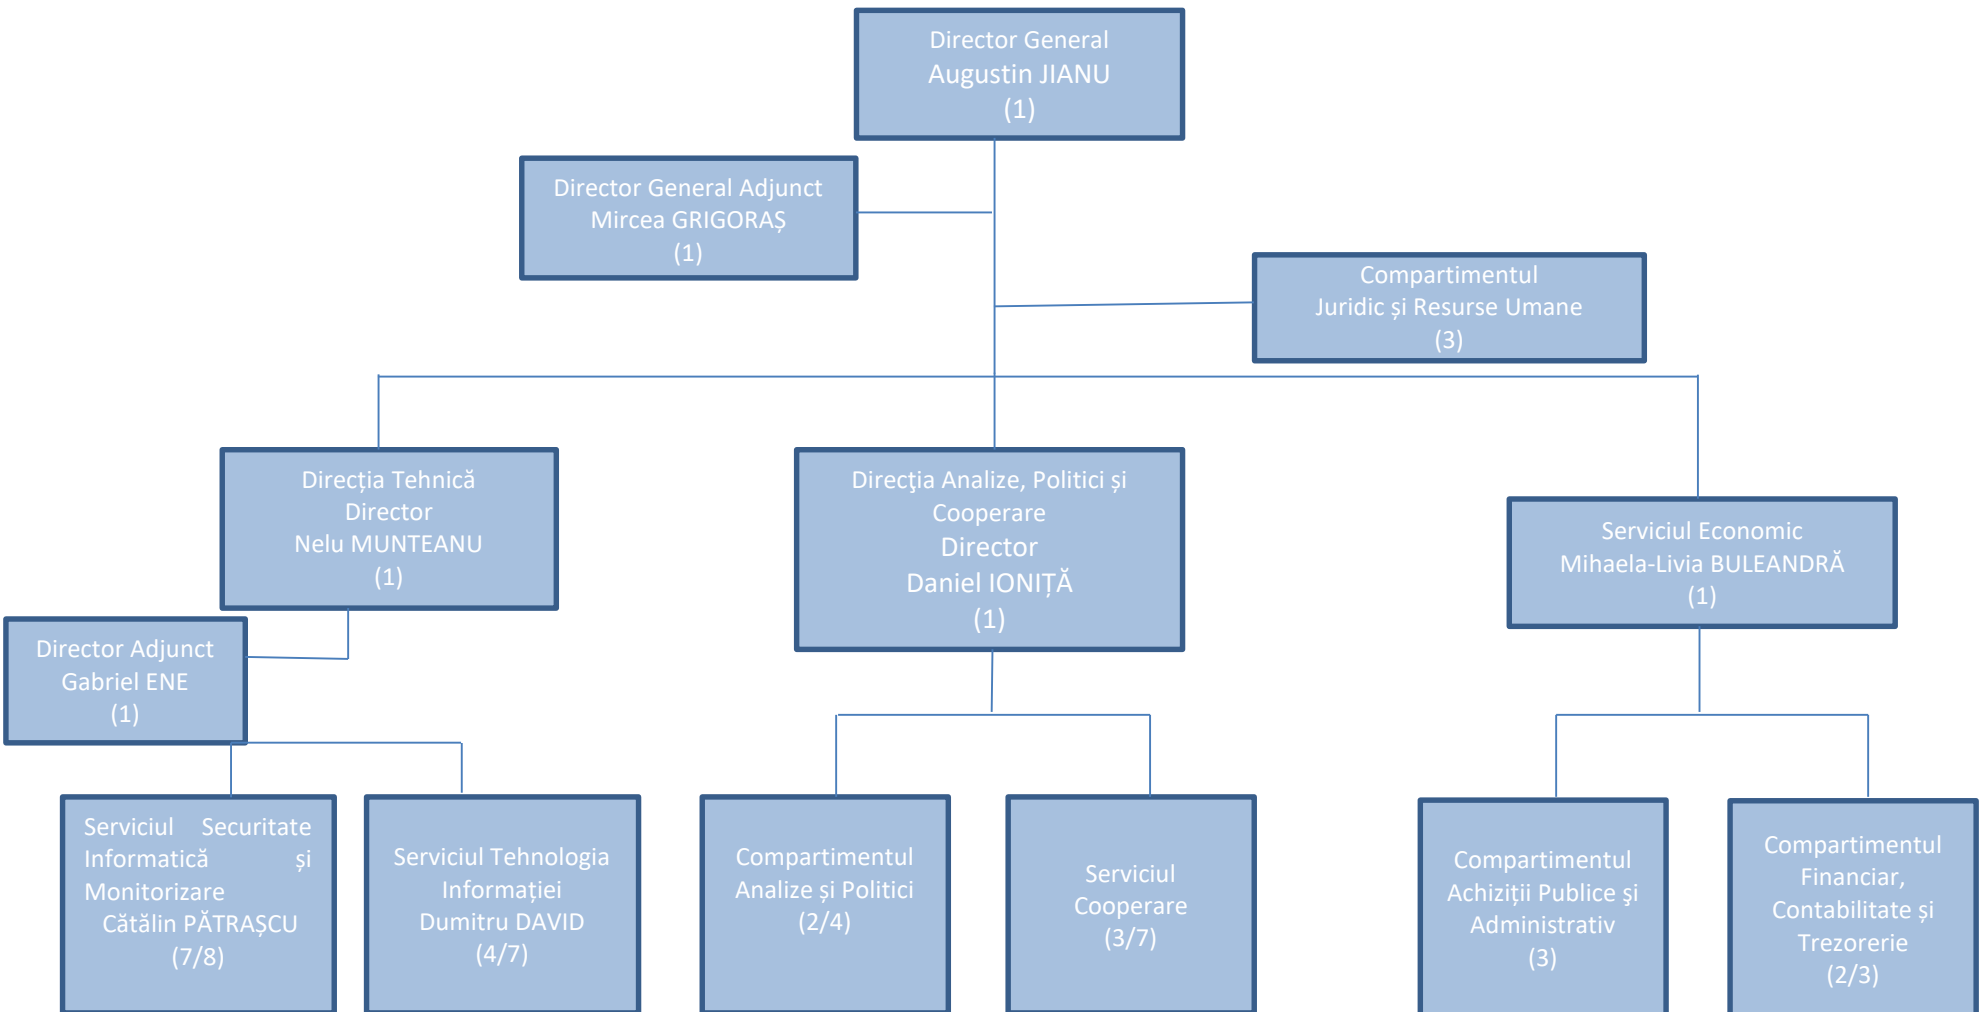 Director General
Augustin JIANU
(1)
Director General Adjunct
Mircea GRIGORAȘ
(1)
Compartimentul
Juridic și Resurse Umane
(3)
Direcția Tehnică
Director
Nelu MUNTEANU
(1)
Direcţia Analize, Politici și
Cooperare
Director
Daniel IONIȚĂ
(1)
Serviciul Economic
Mihaela-Livia BULEANDRĂ
(1)
Director Adjunct
Gabriel ENE
(1)
Serviciul Securitate
Informatică și
Monitorizare
Cătălin PĂTRAȘCU
(7/8)
Serviciul Tehnologia
Informației
Dumitru DAVID
(4/7)
Compartimentul
Analize și Politici
(2/4)
Serviciul
Cooperare
(3/7)
Compartimentul
Achiziții Publice şi
Administrativ
(3)
Compartimentul
Financiar,
Contabilitate și
Trezorerie
(2/3)